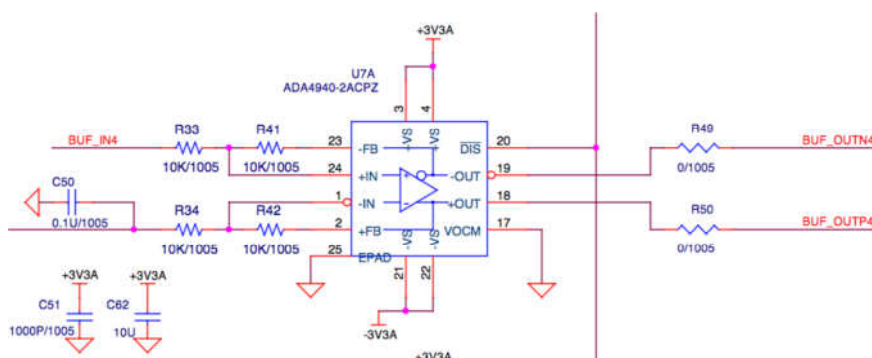 +3V3A
U7A
ADA4940-2ACPZ
3
4
BUF_IN4
R33
10K/1005
R41
10K/1005
23
-FB
+VS
+VS
DIS
20
R49
0/1005
BUF_OUTN4
24
+IN
-OUT
19
C50
0.1U/1005
1
-IN
+OUT
18
R34
10K/1005
R42
10K/1005
2
+FB
-VS
-VS
VOCM
17
R50
0/1005
BUF_OUTP4
25
EPAD
21
22
+3V3A
+3V3A
C51
1000P/1005
C62
10U
-3V3A
+3V3A